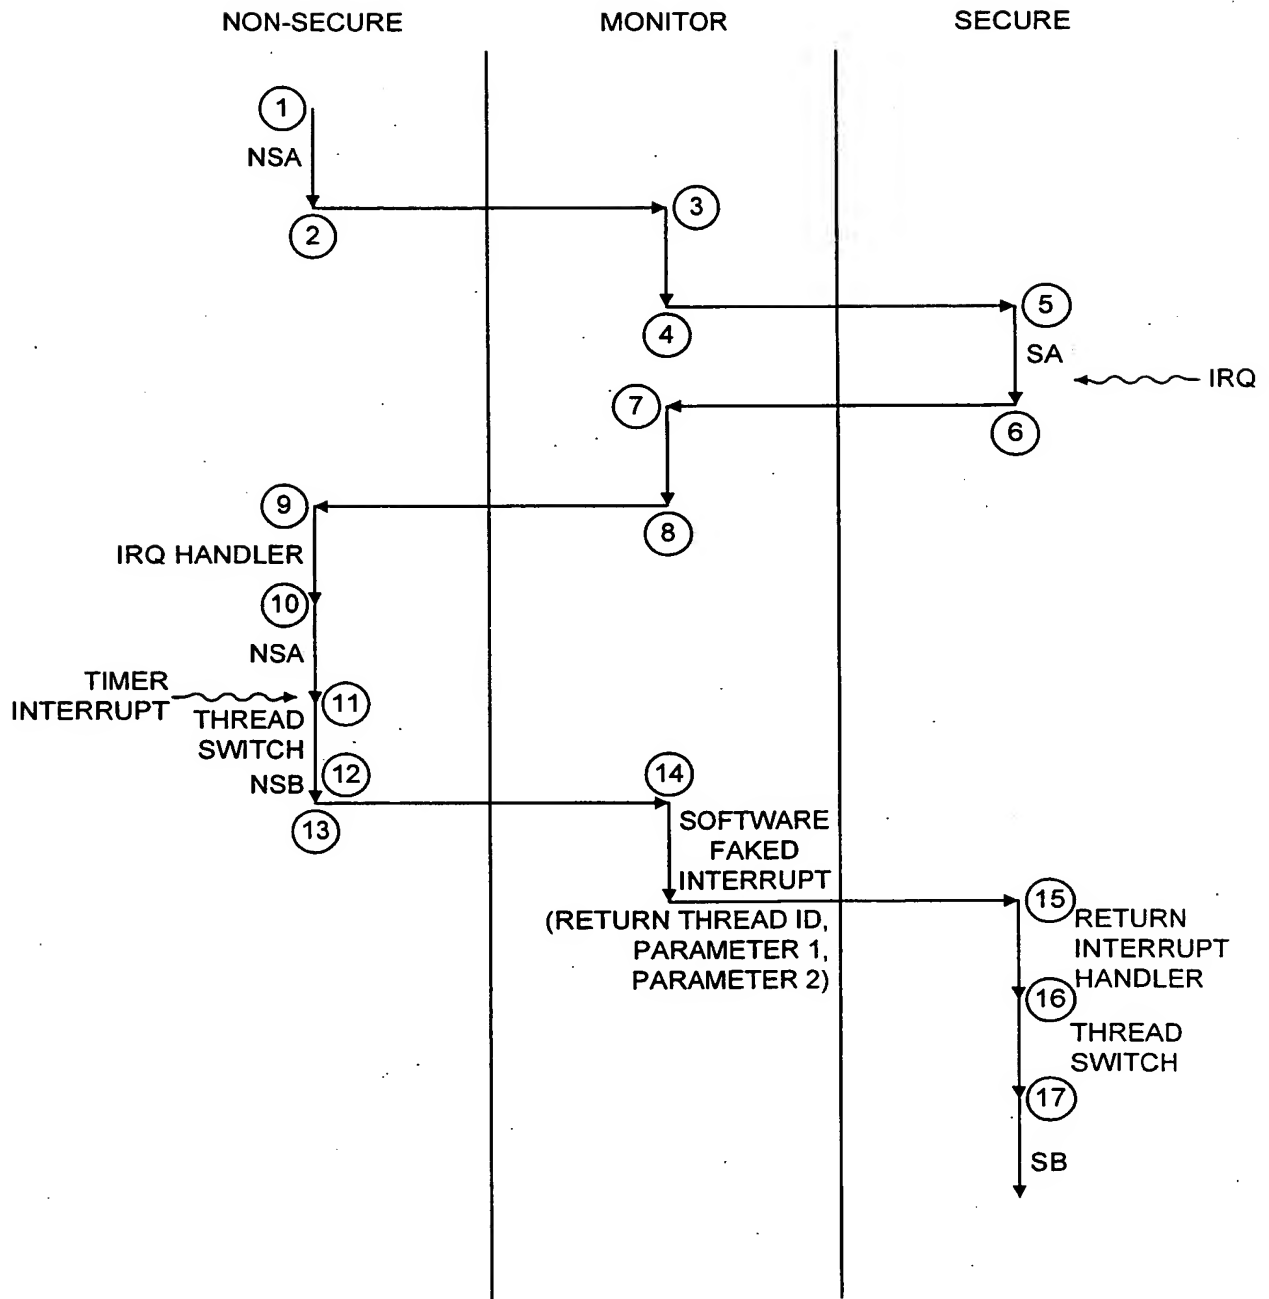 NON-SECURE MONITOR SECURE
1
NSA
2
3
4
5
SA
IRQ
6
7
8
9
IRQ HANDLER
10
NSA
TIMER
INTERRUPT
11
THREAD
SWITCH
NSB
12
13
14
SOFTWARE
FAKED
INTERRUPT
(RETURN THREAD ID,
PARAMETER 1,
PARAMETER 2)
15
RETURN
INTERRUPT
HANDLER
16
THREAD
SWITCH
17
SB